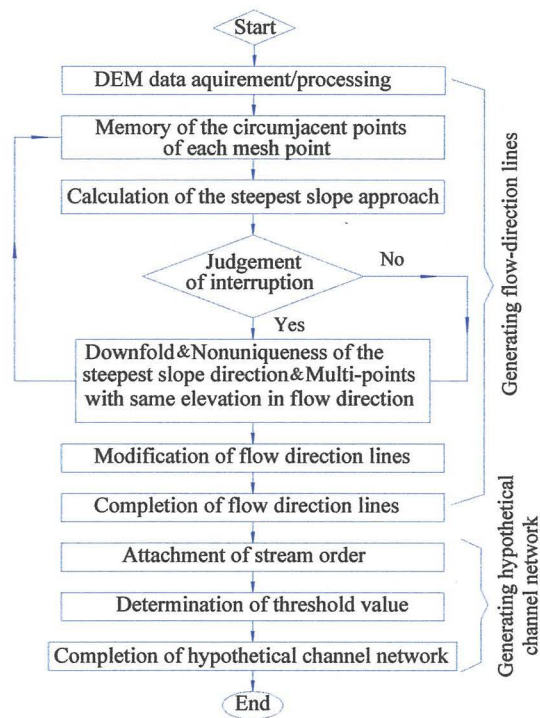 Start
DEM data aquirement/processing
Memory of the circumjacent points
of each mesh point
Calculation of the steepest slope approach
Judgement
of interruption
No
Yes
Downfold&Nonuniqueness of the
steepest slope direction&Multi-points
with same elevation in flow direction
Modification of flow direction lines
Completion of flow direction lines
Generating flow-direction lines
Attachment of stream order
Determination of threshold value
Completion of hypothetical channel network
Generating hypothetical
channel network
End